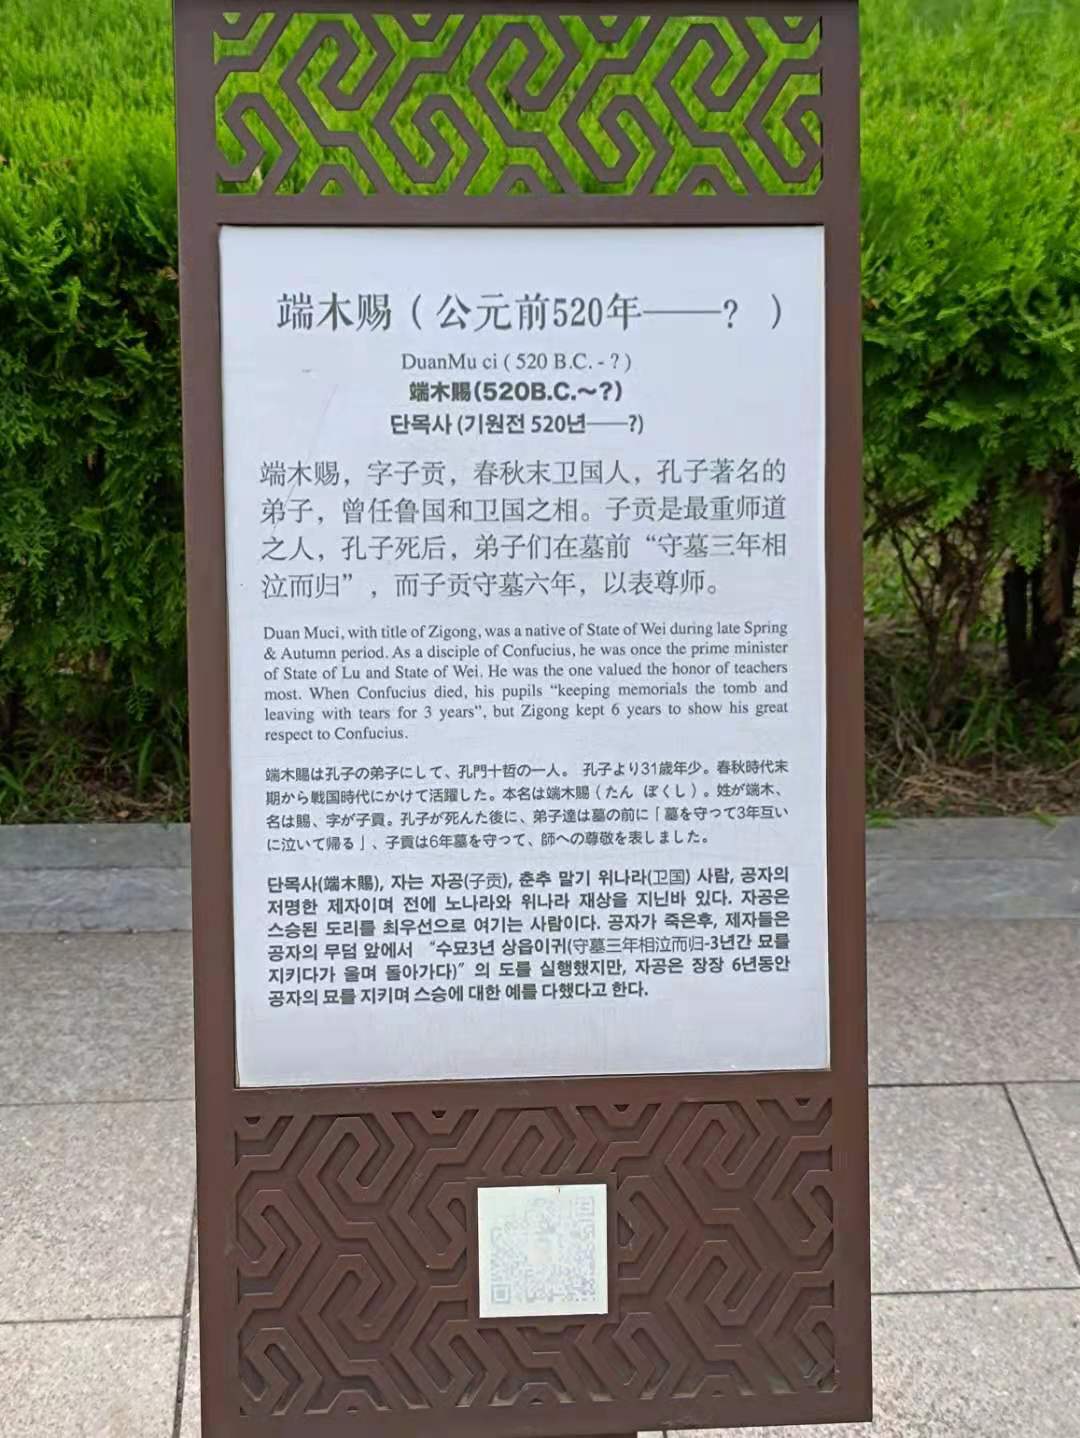 端木赐（公元前520年——？）
DuanMu ci ( 520 B.C. - ? )
端木賜(520B.C.～?)
단목사 (기원전 520년——?)
端木赐，字子贡，春秋末卫国人，孔子著名的
弟子，曾任鲁国和卫国之相。子贡是最重师道
之人，孔子死后，弟子们在墓前“守墓三年相
泣而归”，而子贡守墓六年，以表尊师。
Duan Muci, with title of Zigong, was a native of State of Wei during late Spring
& Autumn period. As a disciple of Confucius, he was once the prime minister
of State of Lu and State of Wei. He was the one valued the honor of teachers
most. When Confucius died, his pupils “keeping memorials the tomb and
leaving with tears for 3 years”, but Zigong kept 6 years to show his great
respect to Confucius.
端木賜は孔子の弟子にして、孔門十哲の一人。 孔子より31歳年少。春秋時代末
期から戦国時代にかけて活躍した。本名は端木賜（たん ぼくし）。姓が端木、
名は賜、字が子貢。孔子が死んた後に、弟子達は墓の前に「墓を守って3年互い
に泣いて帰る」、子貢は6年墓を守って、師への尊敬を表しました。
단목사(端木賜), 자는 자공(子贡), 춘추 말기 위나라(卫国) 사람, 공자의
저명한 제자이며 전에 노나라와 위나라 재상을 지닌바 있다. 자공은
스승된 도리를 최우선으로 여기는 사람이다. 공자가 죽은후, 제자들은
공자의 무덤 앞에서 “수묘3년 상읍이귀(守墓三年相泣而归-3년간 묘를
지키다가 울며 돌아가다)”의 도를 실행했지만, 자공은 장장 6년동안
공자의 묘를 지키며 스승에 대한 예를 다했다고 한다.